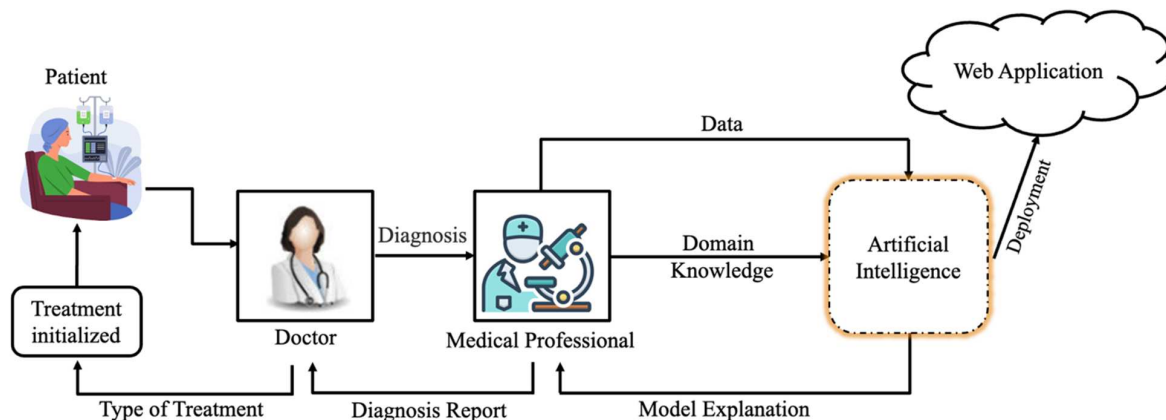 Patient
Web Application
Data
Deployment
Diagnosis
Domain
Knowledge
Artificial
Intelligence
Treatment
initialized
Doctor
Medical Professional
Type of Treatment
Diagnosis Report
Model Explanation